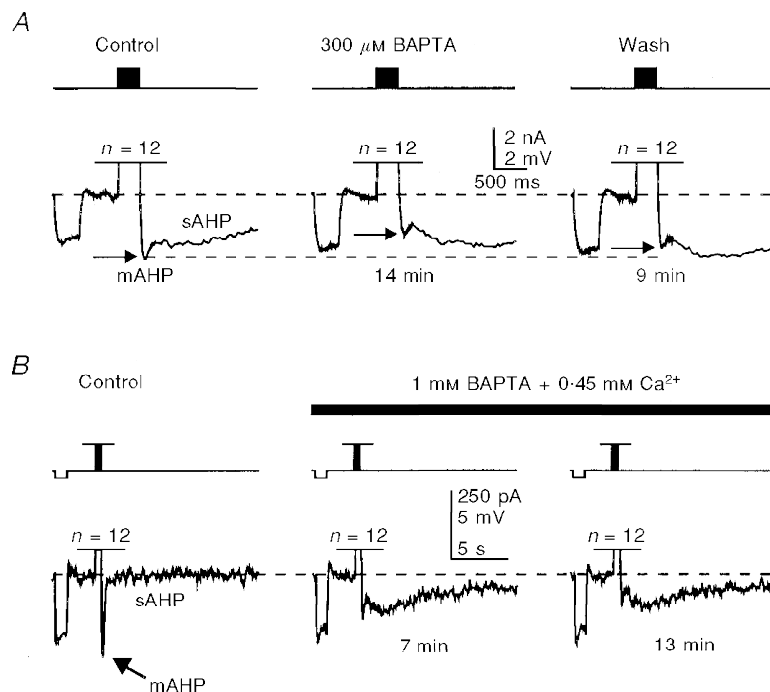 A
Control
300 µM BAPTA
Wash
n = 12
n = 12
2 nA
2 mV
500 ms
n = 12
sAHP
mAHP
14 min
9 min
B
Control
1 mM BAPTA + 0·45 mM Ca²⁺
250 pA
5 mV
5 s
n = 12
n = 12
n = 12
sAHP
7 min
13 min
mAHP